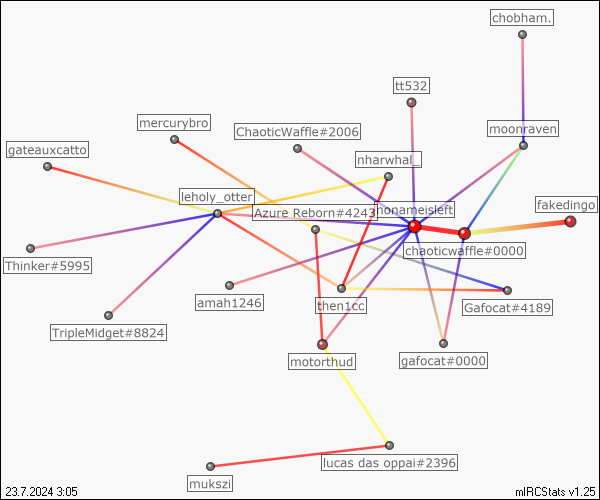 chobham.
tt532
mercurybro
ChaoticWaffle#2006
moonraven
gateauxcatto
nharwhal_
leholy_otter
Azure Reborn#4243
nonameisleft
fakedingo
chaoticwaffle#0000
Thinker#5995
amah1246
then1cc
Gafocat#4189
TripleMidget#8824
motorthud
gafocat#0000
lucas das oppai#2396
mukszi
23.7.2024 3:05
mIRCStats v1.25